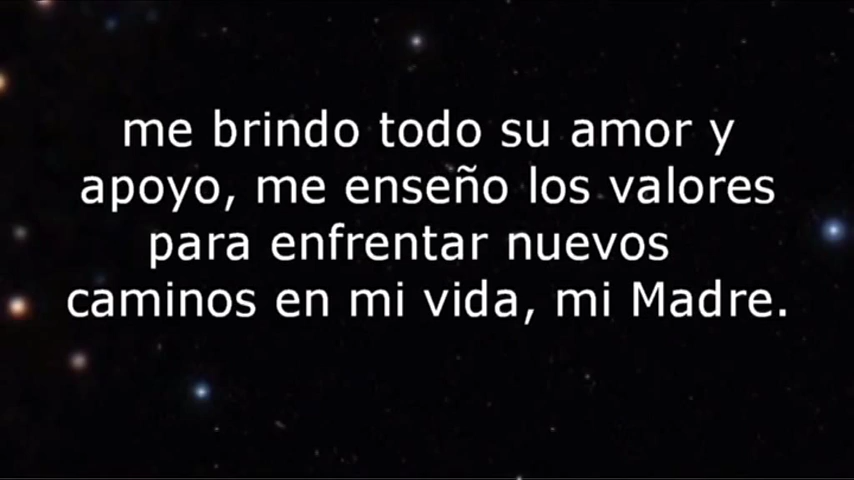 me brindo todo su amor y
apoyo, me enseño los valores
para enfrentar nuevos
caminos en mi vida, mi Madre.